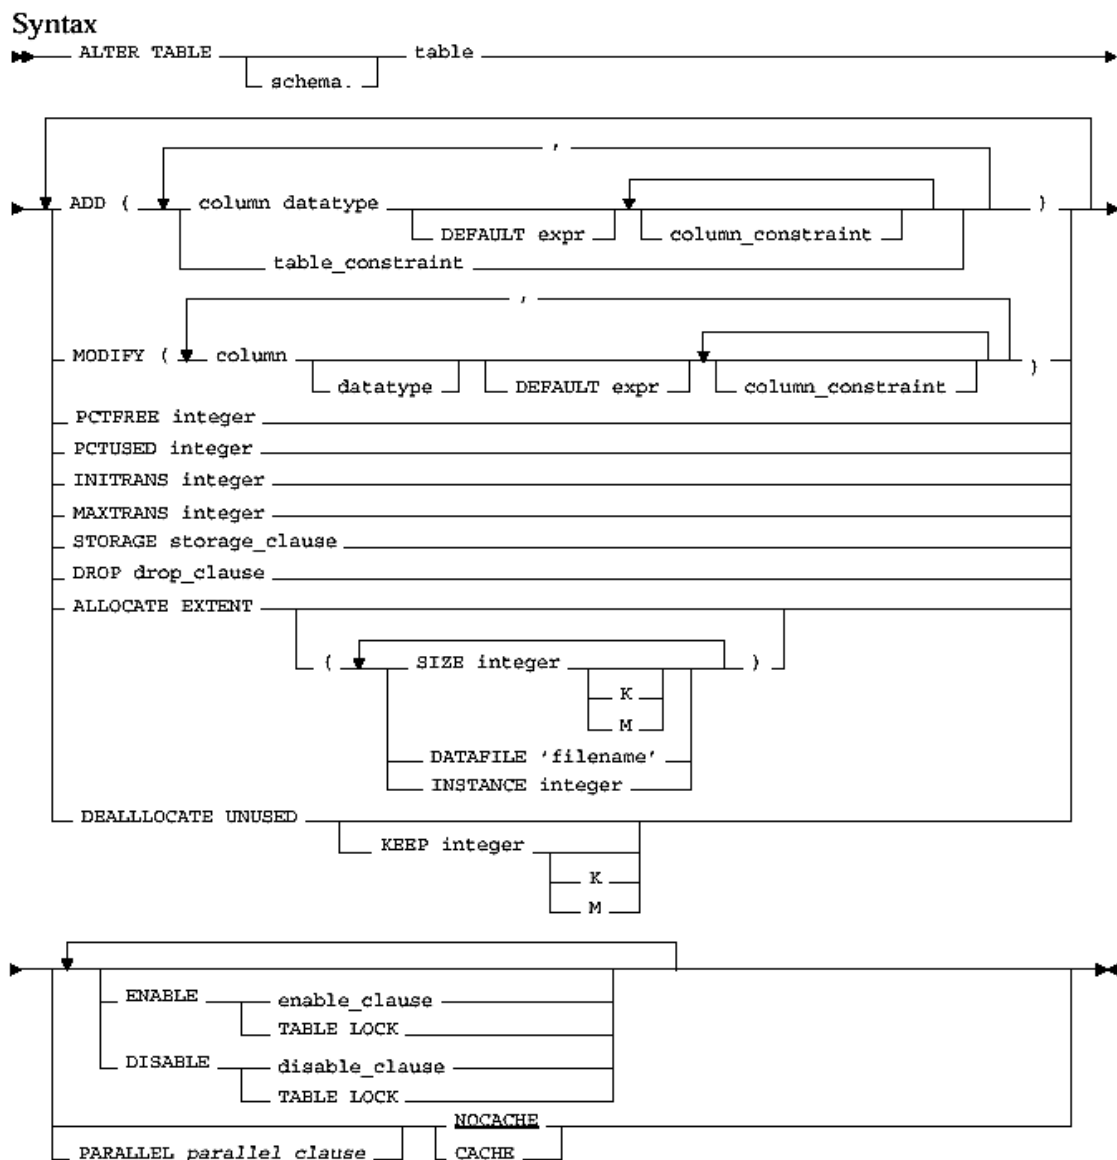 Syntax
ALTER TABLE table
schema.
,
ADD ( column datatype )
DEFAULT expr column_constraint
table_constraint
,
MODIFY ( column )
datatype DEFAULT expr column_constraint
PCTFREE integer
PCTUSED integer
INITRANS integer
MAXTRANS integer
STORAGE storage_clause
DROP drop_clause
ALLOCATE EXTENT
( SIZE integer )
K
M
DATAFILE 'filename'
INSTANCE integer
DEALLLOCATE UNUSED
KEEP integer
K
M
ENABLE enable_clause
TABLE LOCK
DISABLE disable_clause
TABLE LOCK
NOCACHE
PARALLEL parallel clause CACHE